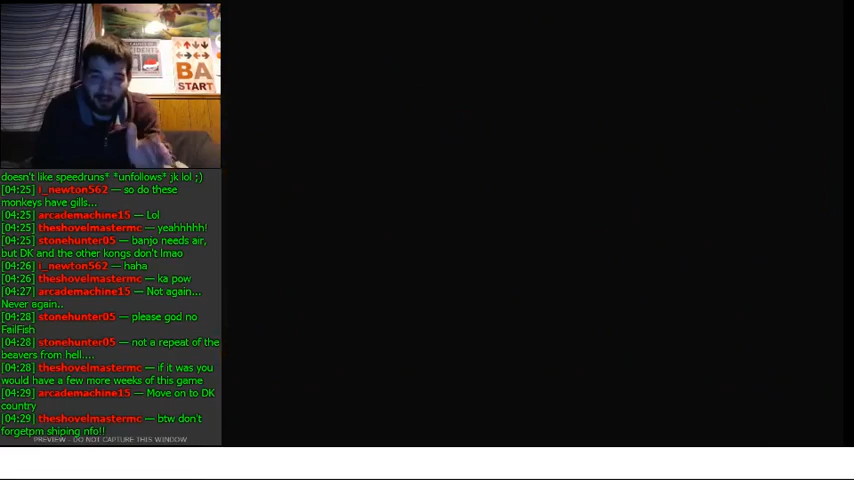 IDENTS
BA
START
doesn't like speedruns* *unfollows* jk lol ;)
[04:25] i_newton562 — so do these
monkeys have gills...
[04:25] arcademachine15 — Lol
[04:25] theshovelmastermc — yeahhhhh!
[04:25] stonehunter05 — banjo needs air,
but DK and the other kongs don't lmao
[04:26] i_newton562 — haha
[04:26] theshovelmastermc — ka pow
[04:27] arcademachine15 — Not again...
Never again..
[04:28] stonehunter05 — please god no
FailFish
[04:28] stonehunter05 — not a repeat of the
beavers from hell....
[04:28] theshovelmastermc — if it was you
would have a few more weeks of this game
[04:29] arcademachine15 — Move on to DK
country
[04:29] theshovelmastermc — btw don't
forgetpm shiping nfo!!
PREVIEW - DO NOT CAPTURE THIS WINDOW